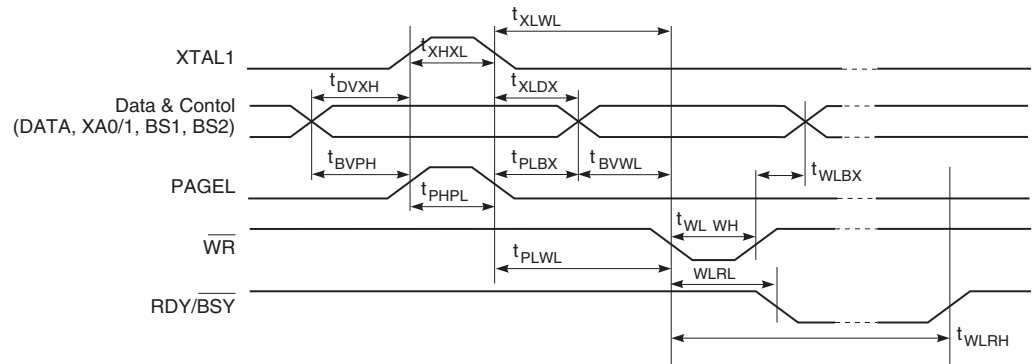 tXLWL
XTAL1
tXHXL
tDVXH
tXLDX
Data & Contol
(DATA, XA0/1, BS1, BS2)
tBVPH
tPLBX
tBVWL
tWLBX
PAGEL
tPHPL
tWL WH
WR
tPLWL
WLRL
RDY/BSY
tWLRH